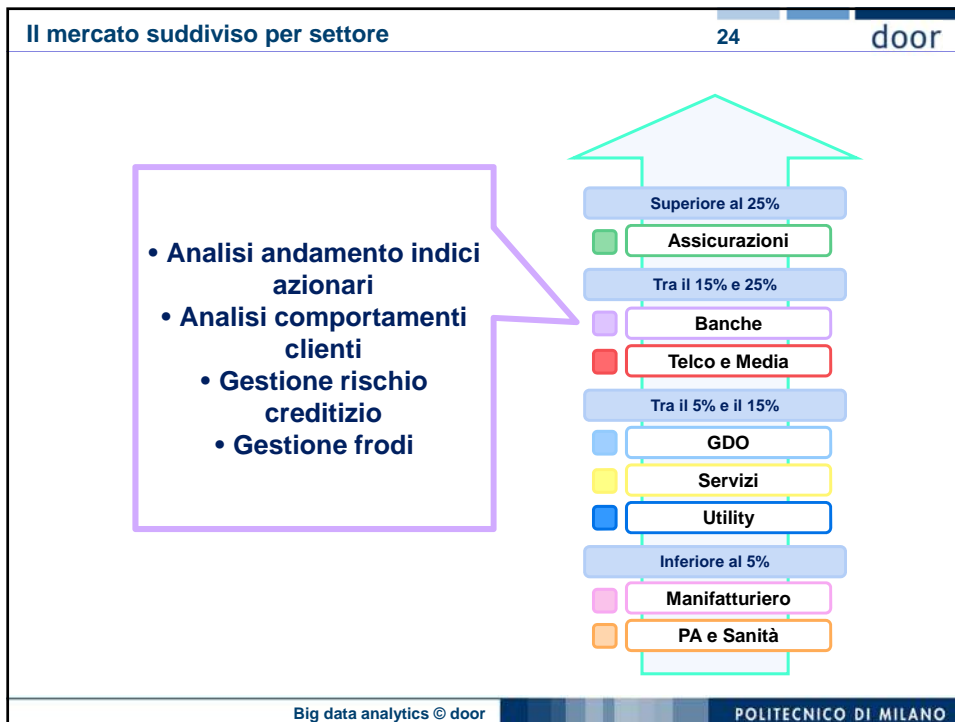 Il mercato suddiviso per settore
24
door
• Analisi andamento indici
azionari
• Analisi comportamenti
clienti
• Gestione rischio
creditizio
• Gestione frodi
Superiore al 25%
Assicurazioni
Tra il 15% e 25%
Banche
Telco e Media
Tra il 5% e il 15%
GDO
Servizi
Utility
Inferiore al 5%
Manifatturiero
PA e Sanità
Big data analytics © door
POLITECNICO DI MILANO